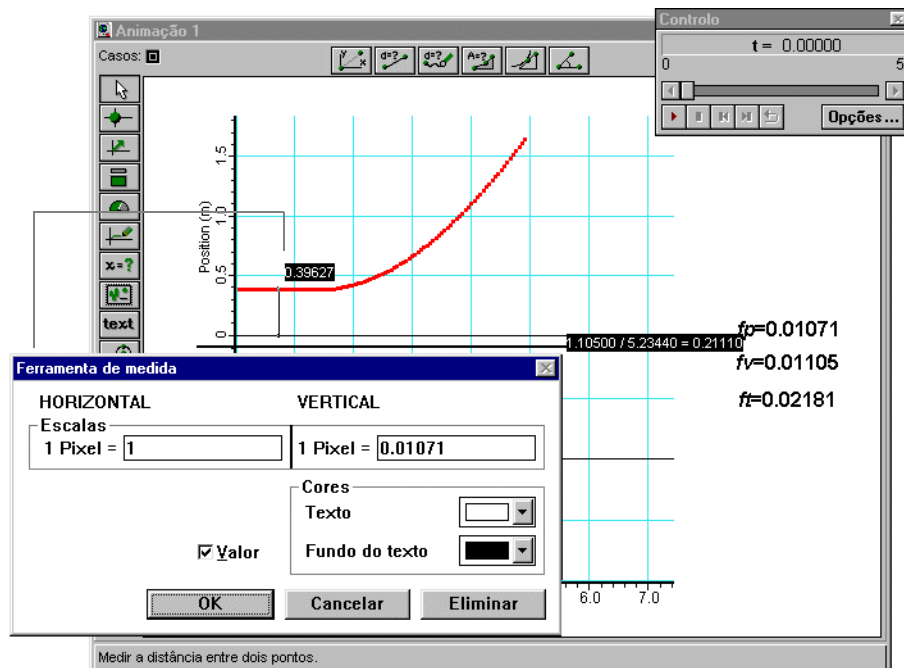 Animação 1
Casos:
y x
d=?
d=?
A=?
x=?
text
Controlo
t = 0.00000
0 5
Opções...
Position (m)
1.5
1.0
0.5
0
0.39627
1.10500 / 5.23440 = 0.21110
fp=0.01071
fv=0.01105
ft=0.02181
6.0 7.0
Ferramenta de medida
HORIZONTAL VERTICAL
Escalas
1 Pixel = 1 1 Pixel = 0.01071
Cores
Texto
Valor Fundo do texto
OK Cancelar Eliminar
Medir a distância entre dois pontos.